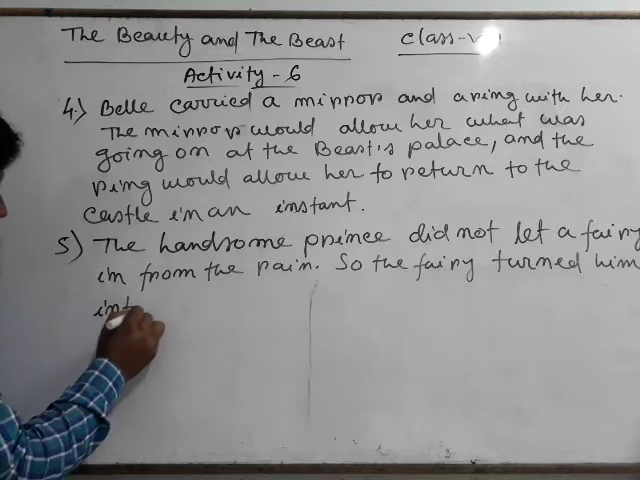 The Beauty and The Beast Class-
Activity-6
4.) Belle carried a mirror and a ring with her.
The mirror would allow her what was
going on at the Beast's palace, and the
ring would allow her to return to the
castle in an instant.
5) The handsome prince did not let a fairy
in from the rain. So the fairy turned him
int